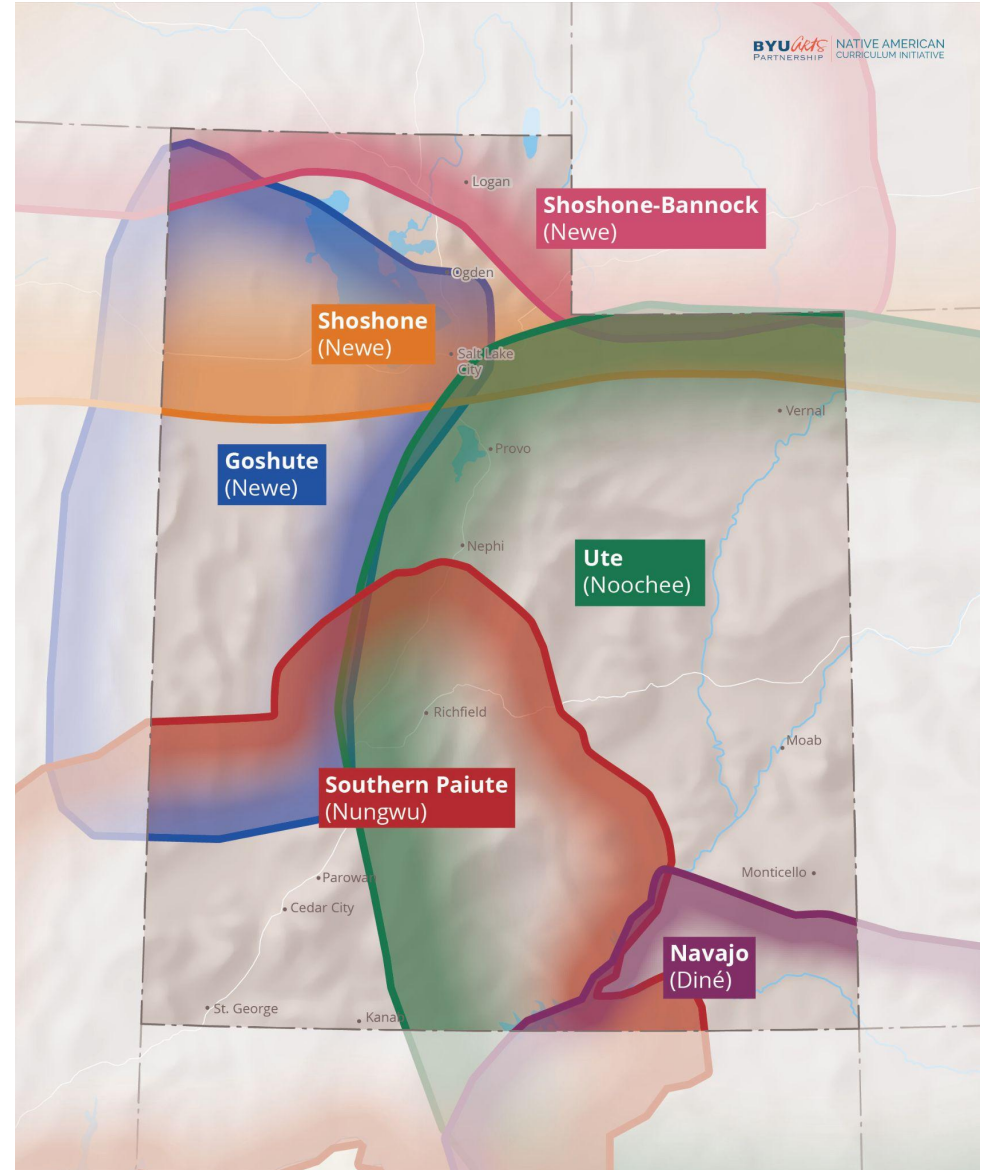 BYU Arts
PARTNERSHIP
NATIVE AMERICAN
CURRICULUM INITIATIVE
Logan
Shoshone-Bannock
(Newe)
Ogden
Shoshone
(Newe)
Salt Lake
City
Vernal
Provo
Goshute
(Newe)
Nephi
Ute
(Noochee)
Richfield
Moab
Southern Paiute
(Nungwu)
Monticello
Parowan
Cedar City
Navajo
(Diné)
St. George
Kanab